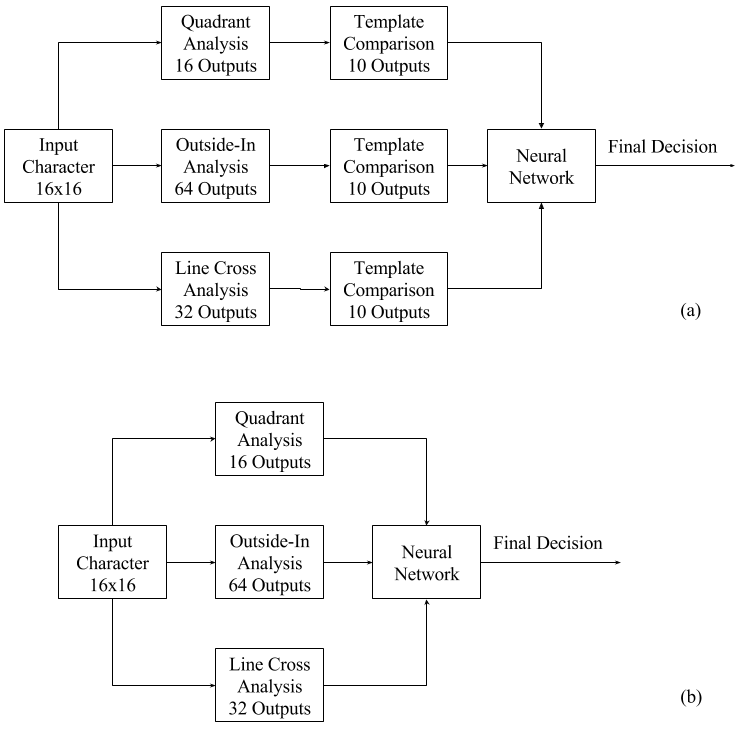 Quadrant
Analysis
16 Outputs
Template
Comparison
10 Outputs
Input
Character
16x16
Outside-In
Analysis
64 Outputs
Template
Comparison
10 Outputs
Neural
Network
Final Decision
Line Cross
Analysis
32 Outputs
Template
Comparison
10 Outputs
(a)
Quadrant
Analysis
16 Outputs
Input
Character
16x16
Outside-In
Analysis
64 Outputs
Neural
Network
Final Decision
Line Cross
Analysis
32 Outputs
(b)